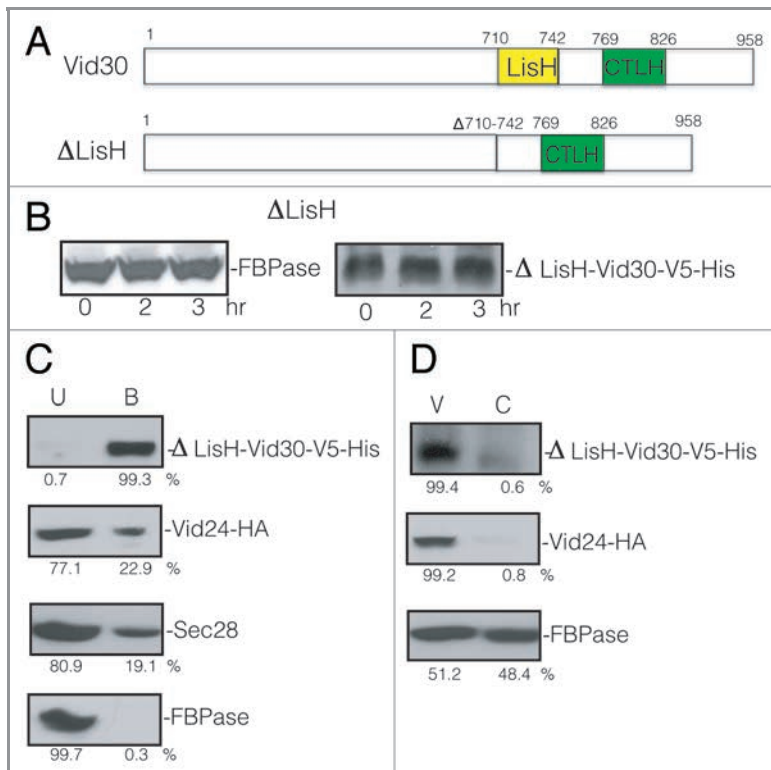 A
1 710 742 769 826 958
Vid30 LisH CTLH
1 Δ710-742 769 826 958
ΔLisH CTLH
B
ΔLisH
-FBPase
0 2 3 hr
-Δ LisH-Vid30-V5-His
0 2 3 hr
C
U B
-Δ LisH-Vid30-V5-His
0.7 99.3 %
-Vid24-HA
77.1 22.9 %
-Sec28
80.9 19.1 %
-FBPase
99.7 0.3 %
D
V C
-Δ LisH-Vid30-V5-His
99.4 0.6 %
-Vid24-HA
99.2 0.8 %
-FBPase
51.2 48.4 %